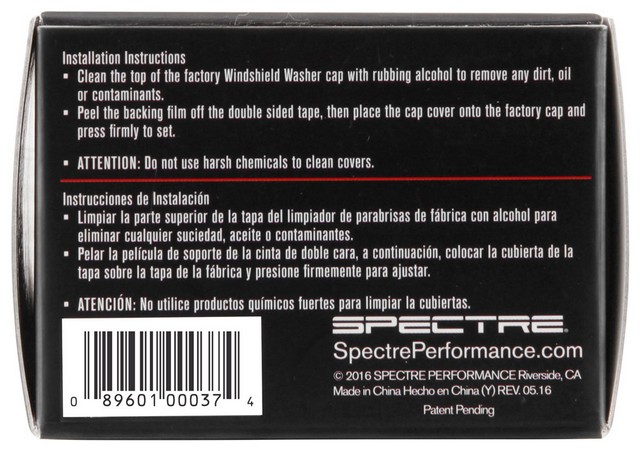 Installation Instructions
▪ Clean the top of the factory Windshield Washer cap with rubbing alcohol to remove any dirt, oil
or contaminants.
▪ Peel the backing film off the double sided tape, then place the cap cover onto the factory cap and
press firmly to set.
▪ ATTENTION: Do not use harsh chemicals to clean covers.
Instrucciones de Instalación
▪ Limpiar la parte superior de la tapa del limpiador de parabrisas de fábrica con alcohol para
eliminar cualquier suciedad, aceite o contaminantes.
▪ Pelar la película de soporte de la cinta de doble cara, a continuación, colocar la cubierta de la
tapa sobre la tapa de la fábrica y presione firmemente para ajustar.
▪ ATENCIÓN: No utilice productos químicos fuertes para limpiar la cubiertas.
SPECTRE®
SpectrePerformance.com
© 2016 SPECTRE PERFORMANCE Riverside, CA
Made in China Hecho en China (Y) REV. 05.16
Patent Pending
0 89601 00037 4